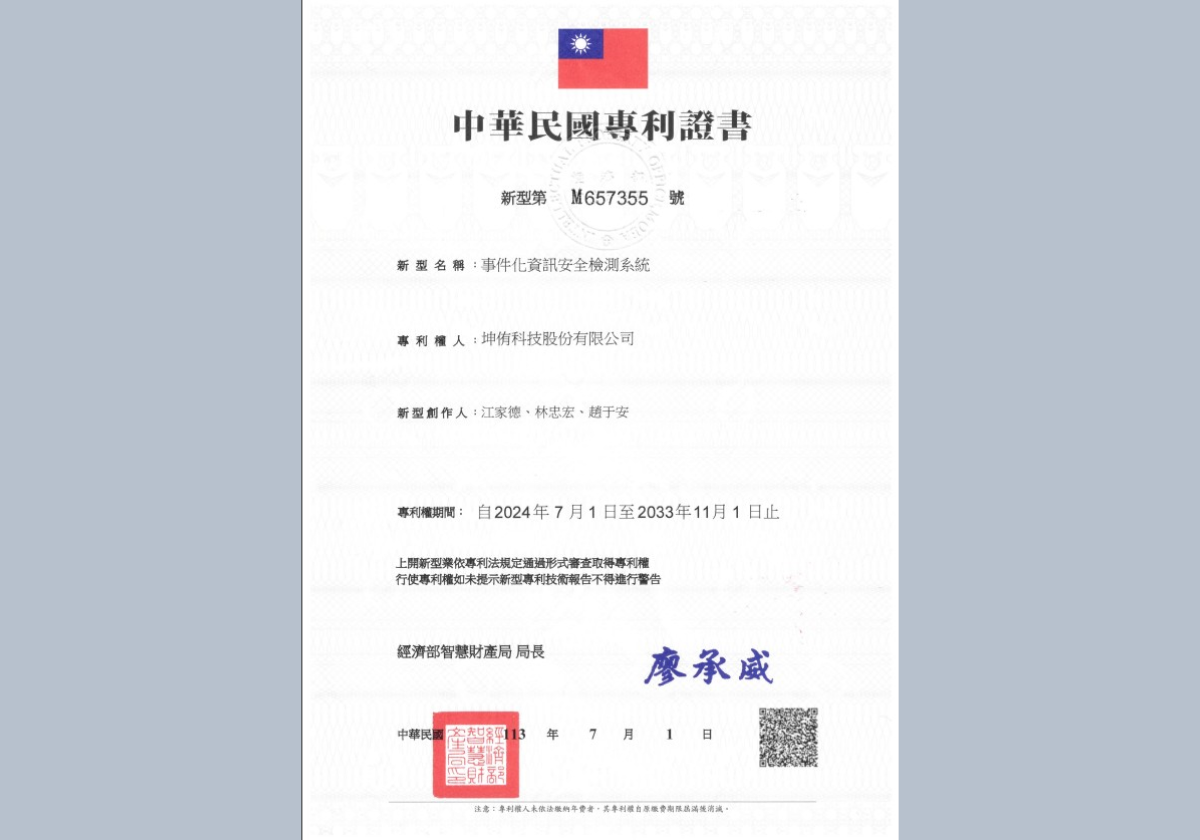 中華民國專利證書
新型第 M657355 號
新型名稱：事件化資訊安全檢測系統
專利權人：坤侑科技股份有限公司
新型創作人：江家德、林忠宏、趙于安
專利權期間： 自2024年 7 月 1 日至2033年11月 1 日止
上開新型業依專利法規定通過形式審查取得專利權
行使專利權如未提示新型專利技術報告不得進行警告
經濟部智慧財產局 局長
廖承威
中華民國 113 年 7 月 1 日
經濟部智慧財產局印
注意：專利權人未依法繳納年費者，其專利權自原繳費期限屆滿後消滅。